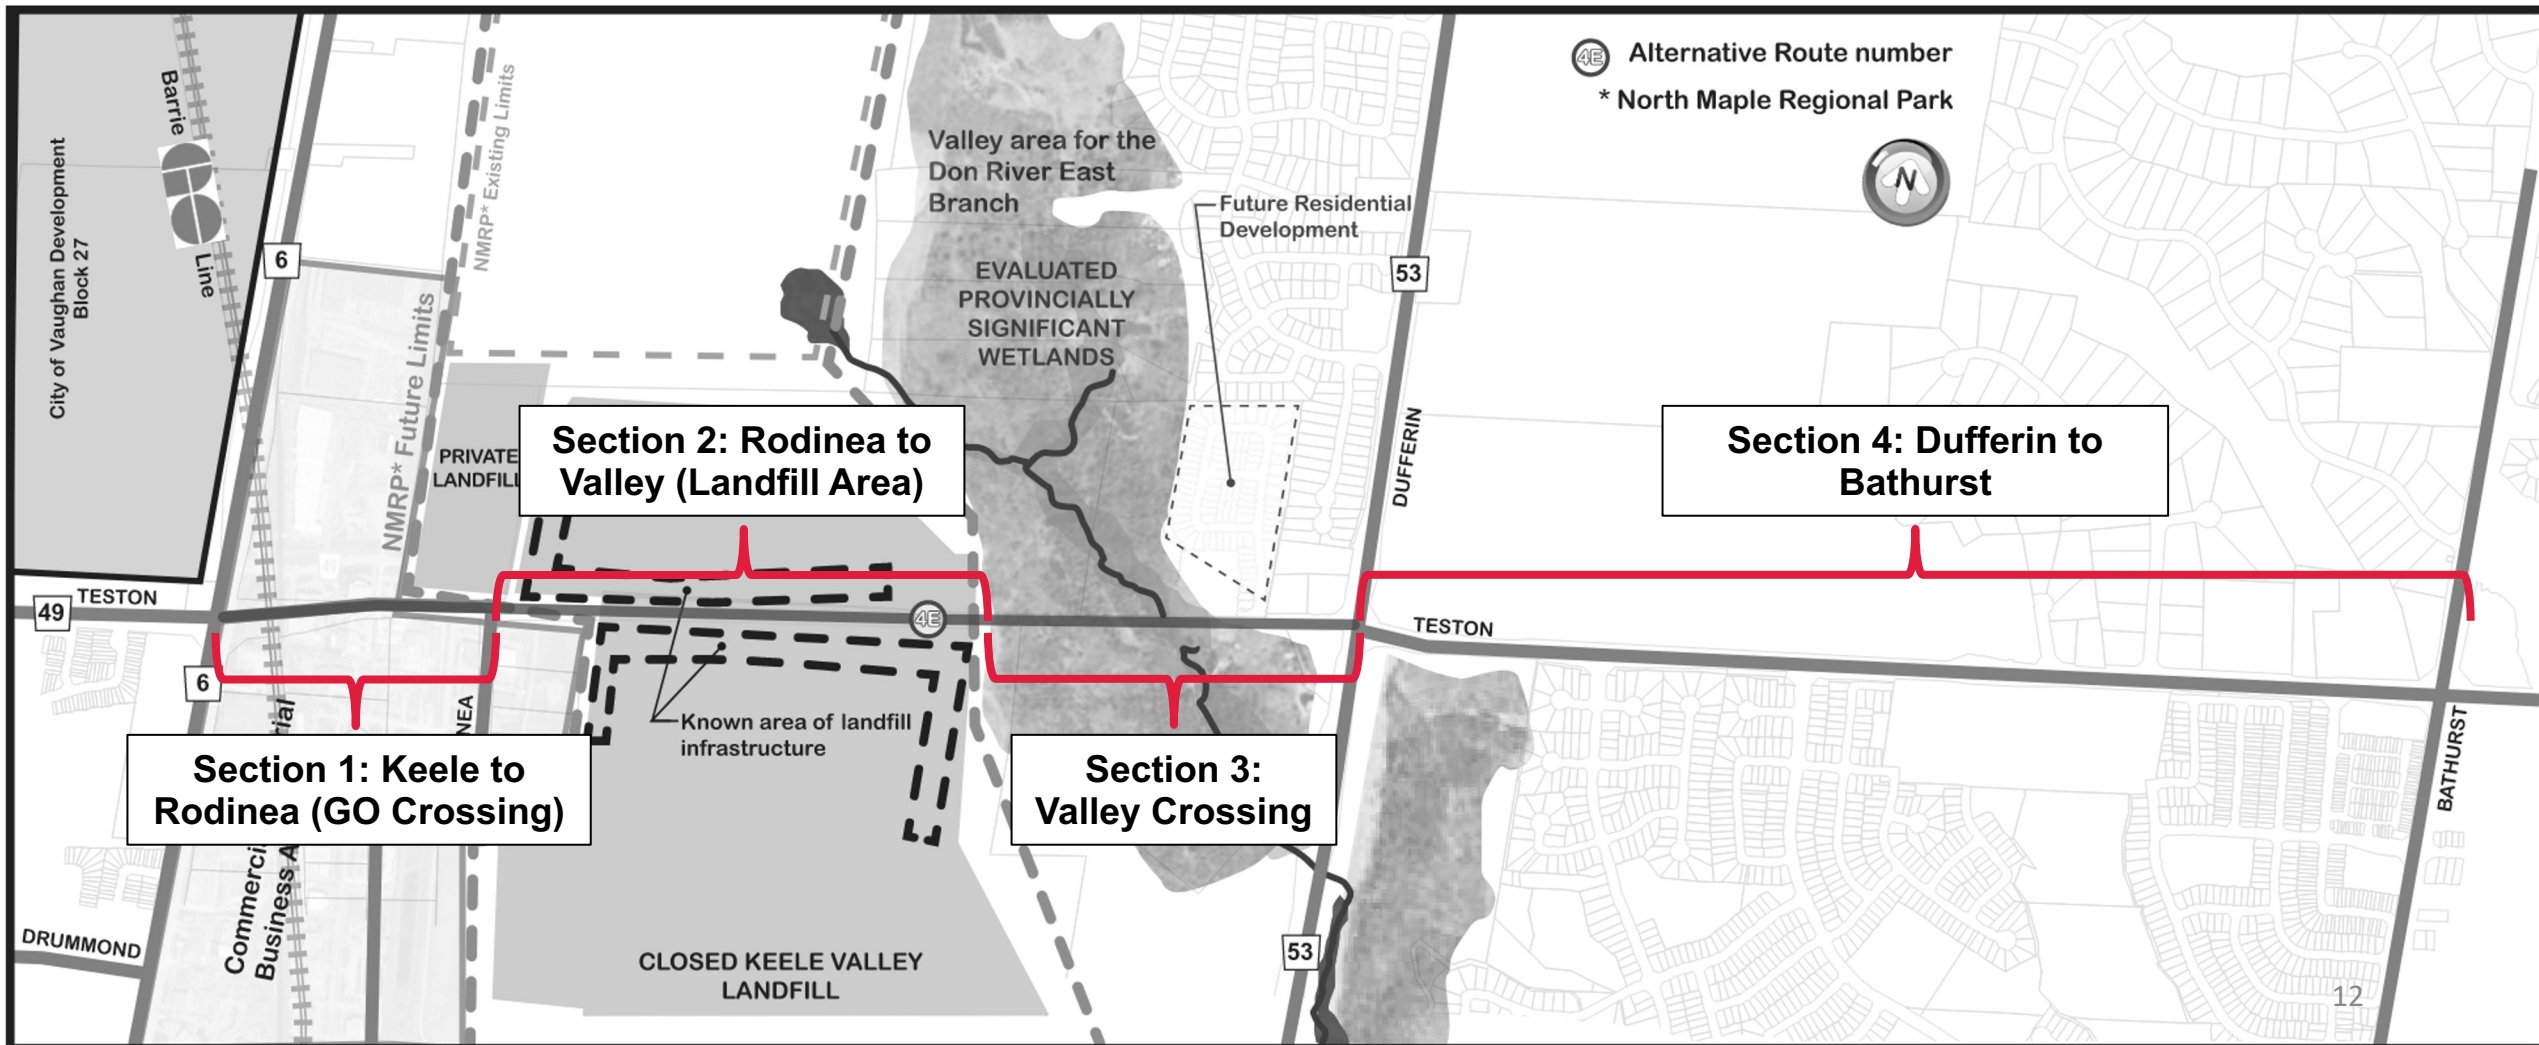 4E Alternative Route number
* North Maple Regional Park
N
Barrie
Line
City of Vaughan Development
Block 27
6
NMRP* Existing Limits
NMRP* Future Limits
Valley area for the
Don River East
Branch
EVALUATED
PROVINCIALLY
SIGNIFICANT
WETLANDS
Future Residential
Development
53
DUFFERIN
PRIVATE
LANDFILL
Section 2: Rodinea to
Valley (Landfill Area)
Section 4: Dufferin to
Bathurst
49
TESTON
49
4E
TESTON
6
Known area of landfill
infrastructure
Section 1: Keele to
Rodinea (GO Crossing)
Section 3:
Valley Crossing
BATHURST
Business A
DRUMMOND
53
CLOSED KEELE VALLEY
LANDFILL
12